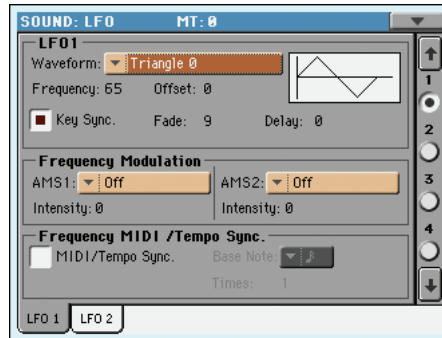 SOUND: LFO MT: 0
LFO1
Waveform: Triangle 0
Frequency: 65 Offset: 0
Key Sync. Fade: 9 Delay: 0
Frequency Modulation
AMS1: Off AMS2: Off
Intensity: 0 Intensity: 0
Frequency MIDI /Tempo Sync.
MIDI/Tempo Sync. Base Note:
Times: 1
LFO 1 LFO 2
1
2
3
4